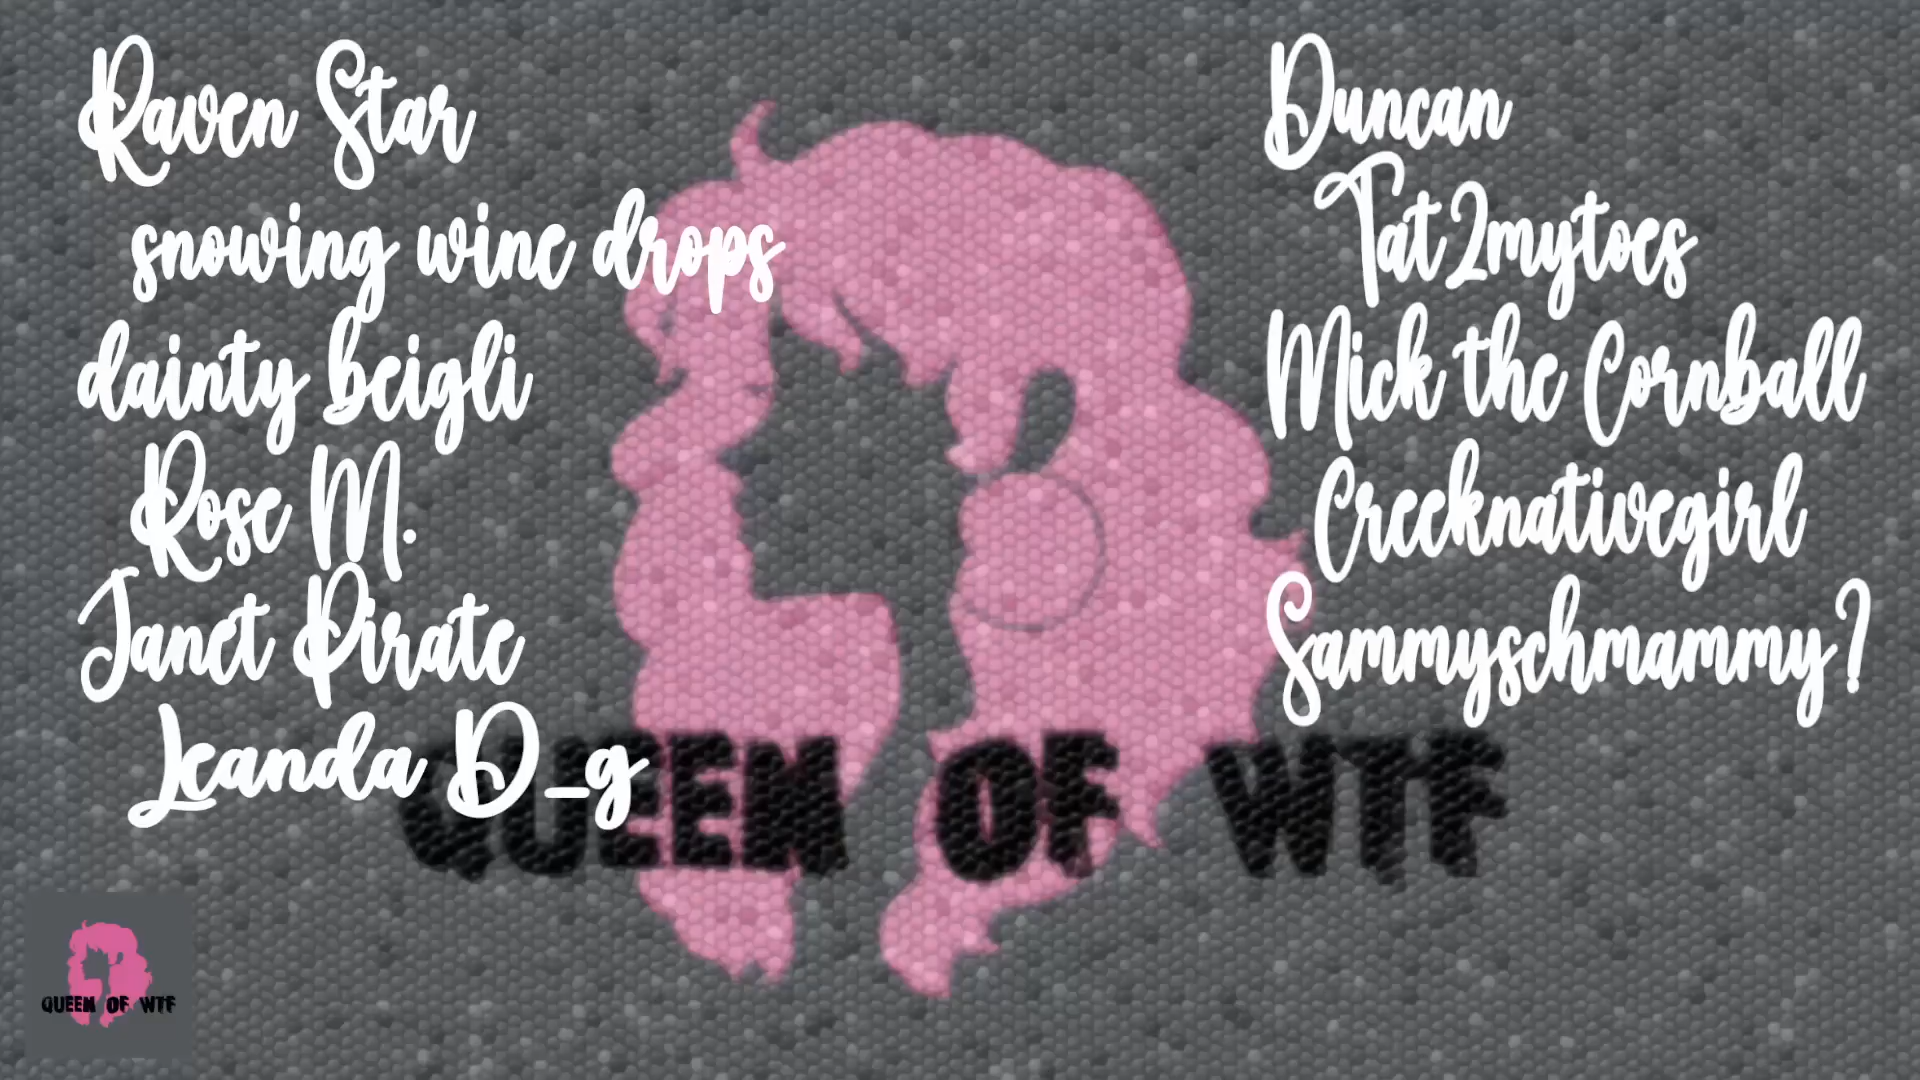 Raven Star
snowing wine drops
dainty beigli
Rose M.
Janet Pirate
Leanda D_g
Duncan
Tat2mytoes
Mick the Cornball
Creeknativegirl
Sammyschmammy?
QUEEN OF WTF
QUEEN OF WTF